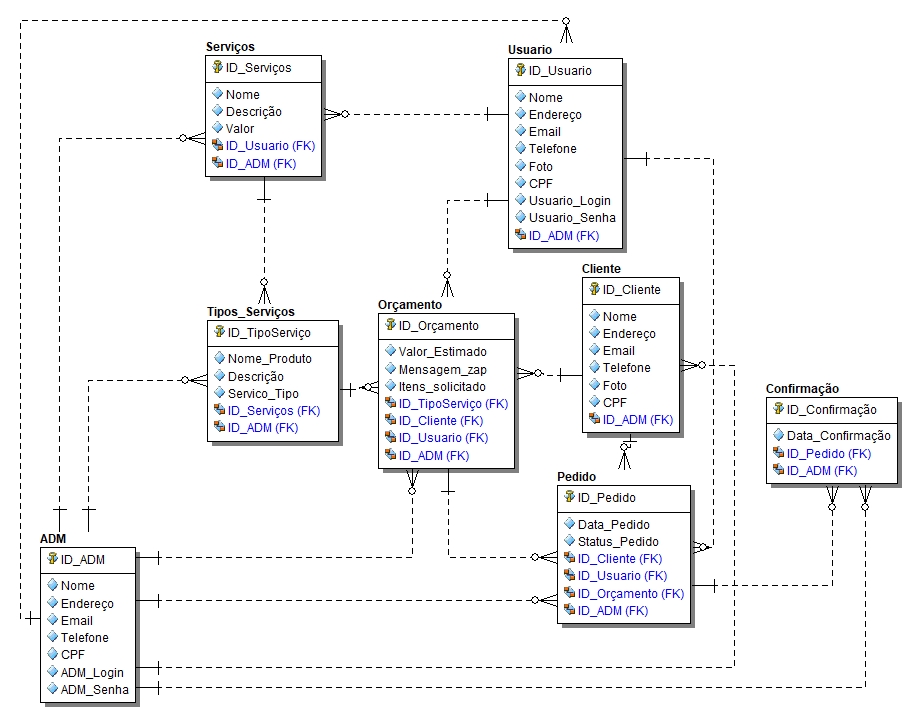 Serviços
ID_Serviços
Nome
Descrição
Valor
ID_Usuario (FK)
ID_ADM (FK)
Usuario
ID_Usuario
Nome
Endereço
Email
Telefone
Foto
CPF
Usuario_Login
Usuario_Senha
ID_ADM (FK)
Tipos_Serviços
ID_TipoServiço
Nome_Produto
Descrição
Servico_Tipo
ID_Serviços (FK)
ID_ADM (FK)
Orçamento
ID_Orçamento
Valor_Estimado
Mensagem_zap
Itens_solicitado
ID_TipoServiço (FK)
ID_Cliente (FK)
ID_Usuario (FK)
ID_ADM (FK)
Cliente
ID_Cliente
Nome
Endereço
Email
Telefone
Foto
CPF
ID_ADM (FK)
Confirmação
ID_Confirmação
Data_Confirmação
ID_Pedido (FK)
ID_ADM (FK)
Pedido
ID_Pedido
Data_Pedido
Status_Pedido
ID_Cliente (FK)
ID_Usuario (FK)
ID_Orçamento (FK)
ID_ADM (FK)
ADM
ID_ADM
Nome
Endereço
Email
Telefone
CPF
ADM_Login
ADM_Senha